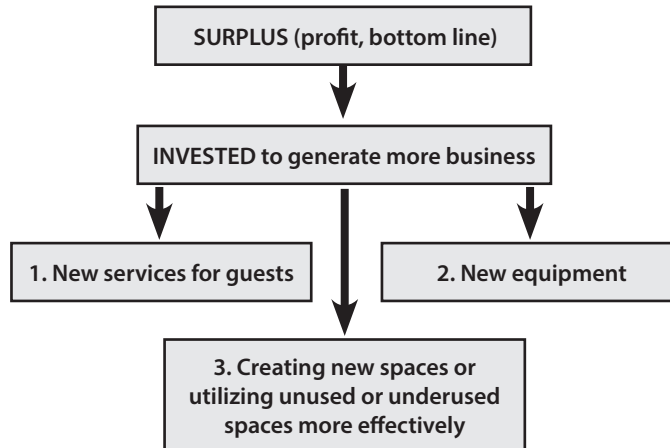 SURPLUS (profit, bottom line)
INVESTED to generate more business
1. New services for guests
2. New equipment
3. Creating new spaces or
utilizing unused or underused
spaces more effectively